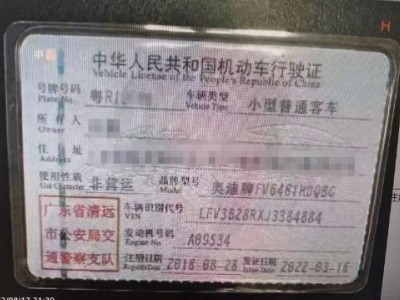 中华人民共和国机动车行驶证
Vehicle License of the People's Republic of China
号牌号码 粤R 车辆类型 小型普通客车
Plate No. Vehicle Type
所有人
Owner
住址
Address
使用性质 非营运 品牌型号 奥迪牌FV6461HDQBG
Use Character Model
广东省清远 车辆识别代号 LFV3B28RXJ3384884
VIN
市公安局交 发动机号码 A09534
Engine No.
通警察支队 注册日期 2018-08-28 发证日期 2022-03-16
Register Date Issue Date